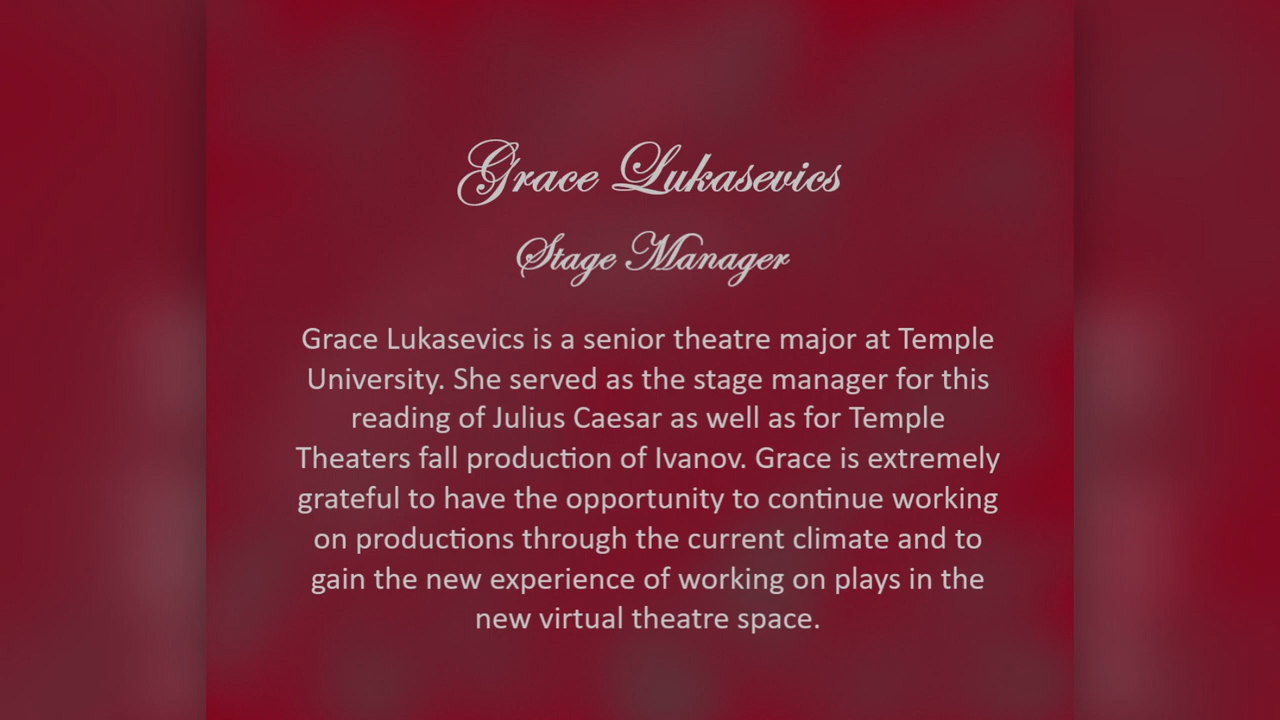 Grace Lukasevics
Stage Manager
Grace Lukasevics is a senior theatre major at Temple
University. She served as the stage manager for this
reading of Julius Caesar as well as for Temple
Theaters fall production of Ivanov. Grace is extremely
grateful to have the opportunity to continue working
on productions through the current climate and to
gain the new experience of working on plays in the
new virtual theatre space.